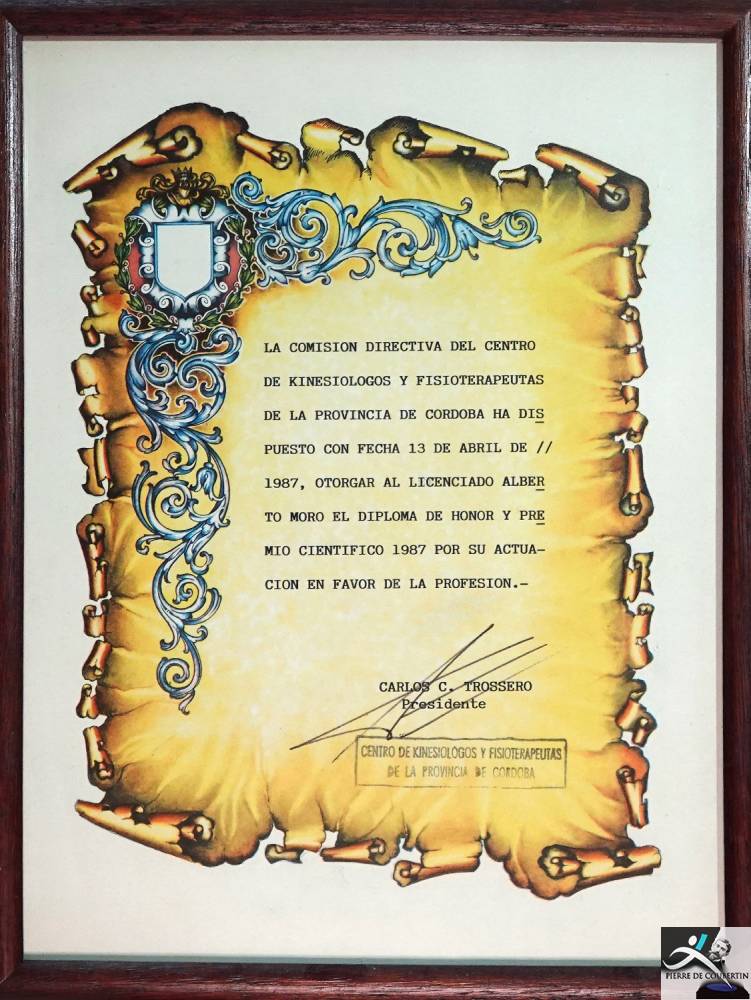 LA COMISION DIRECTIVA DEL CENTRO
DE KINESIOLOGOS Y FISIOTERAPEUTAS
DE LA PROVINCIA DE CORDOBA HA DIS
PUESTO CON FECHA 13 DE ABRIL DE //
1987, OTORGAR AL LICENCIADO ALBER
TO MORO EL DIPLOMA DE HONOR Y PRE
MIO CIENTIFICO 1987 POR SU ACTUA-
CION EN FAVOR DE LA PROFESION.-
CARLOS C. TROSSERO
Presidente
CENTRO DE KINESIOLOGOS Y FISIOTERAPEUTAS
DE LA PROVINCIA DE CORDOBA
PIERRE DE COUBERTIN